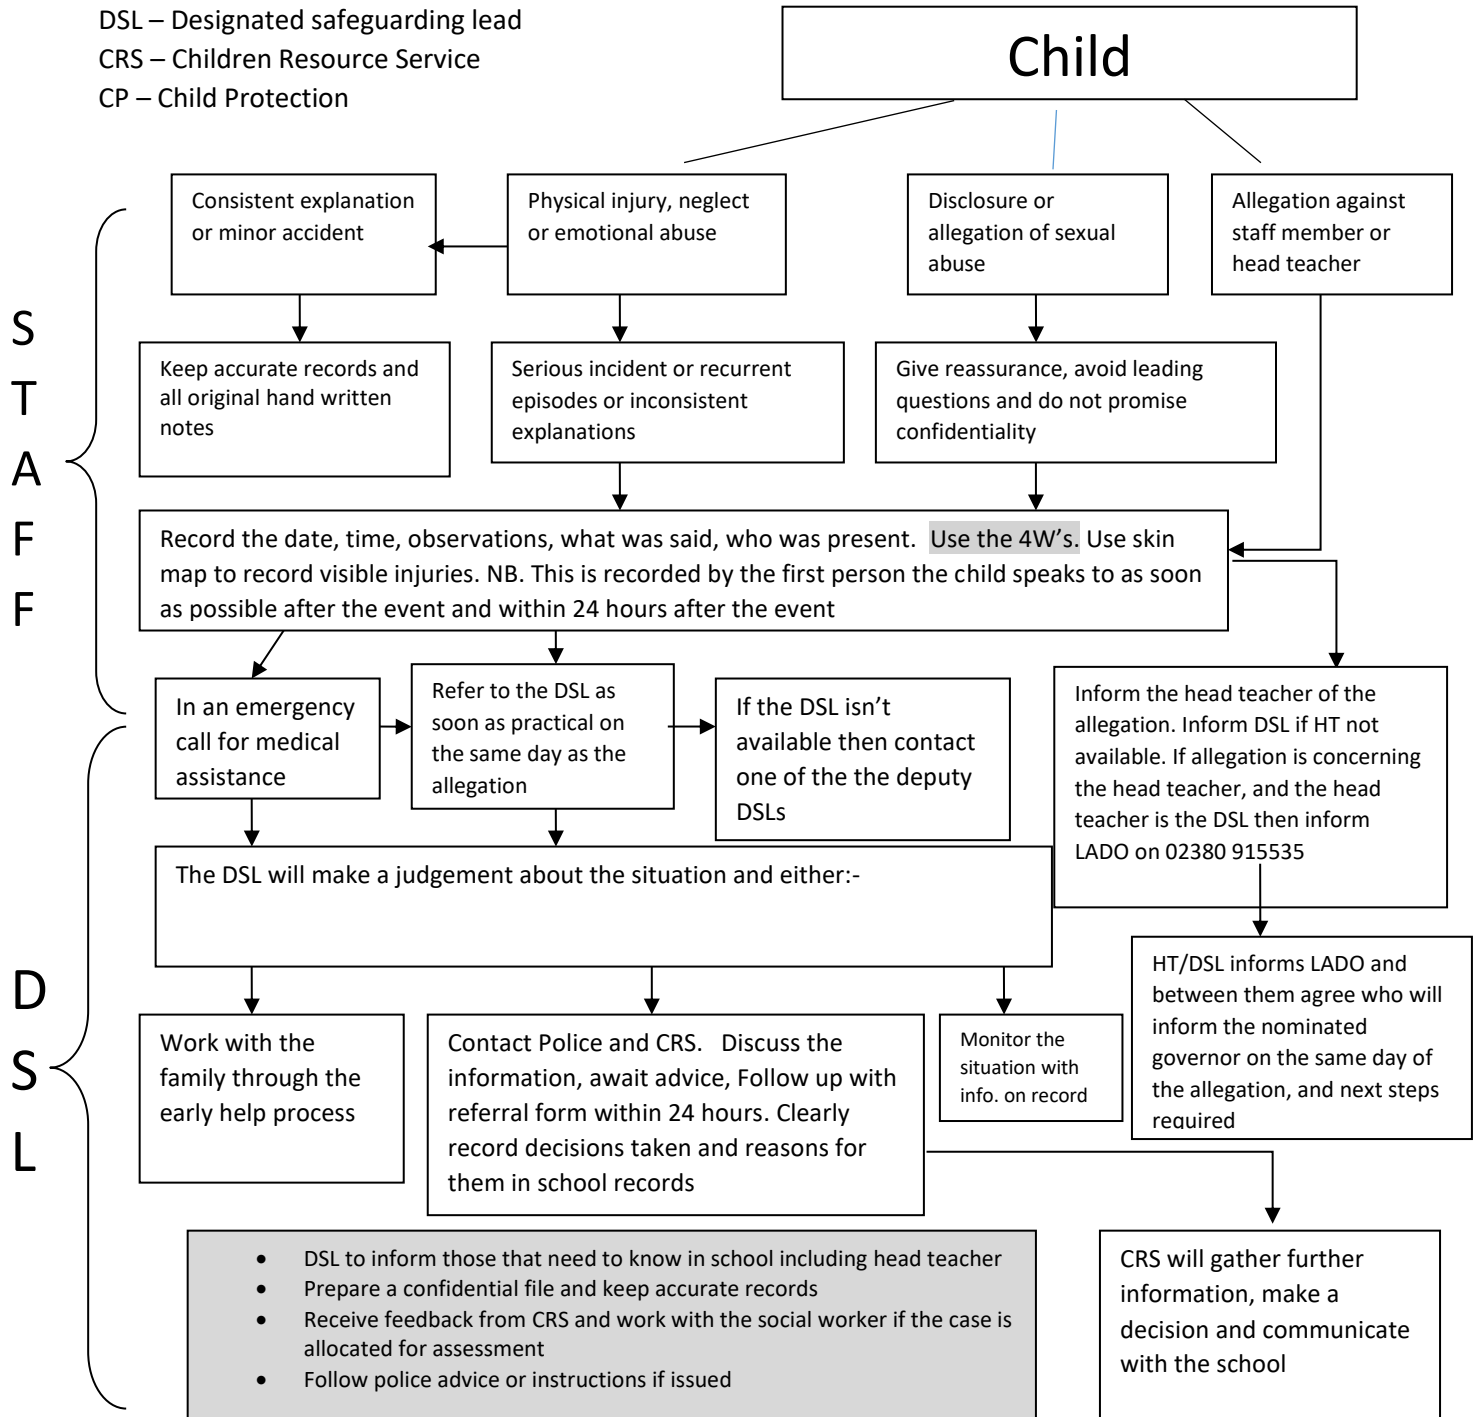 DSL – Designated safeguarding lead
CRS – Children Resource Service
CP – Child Protection
Child
Consistent explanation
or minor accident
Physical injury, neglect
or emotional abuse
Disclosure or
allegation of sexual
abuse
Allegation against
staff member or
head teacher
S
T
A
F
F
Keep accurate records and
all original hand written
notes
Serious incident or recurrent
episodes or inconsistent
explanations
Give reassurance, avoid leading
questions and do not promise
confidentiality
Record the date, time, observations, what was said, who was present.  Use the 4W's. Use skin
map to record visible injuries. NB. This is recorded by the first person the child speaks to as soon
as possible after the event and within 24 hours after the event
In an emergency
call for medical
assistance
Refer to the DSL as
soon as practical on
the same day as the
allegation
If the DSL isn't
available then contact
one of the the deputy
DSLs
Inform the head teacher of the
allegation. Inform DSL if HT not
available. If allegation is concerning
the head teacher, and the head
teacher is the DSL then inform
LADO on 02380 915535
The DSL will make a judgement about the situation and either:-
D
S
L
Work with the
family through the
early help process
Contact Police and CRS.   Discuss the
information, await advice, Follow up with
referral form within 24 hours. Clearly
record decisions taken and reasons for
them in school records
Monitor the
situation with
info. on record
HT/DSL informs LADO and
between them agree who will
inform the nominated
governor on the same day of
the allegation, and next steps
required
• DSL to inform those that need to know in school including head teacher
• Prepare a confidential file and keep accurate records
• Receive feedback from CRS and work with the social worker if the case is
allocated for assessment
• Follow police advice or instructions if issued
CRS will gather further
information, make a
decision and communicate
with the school